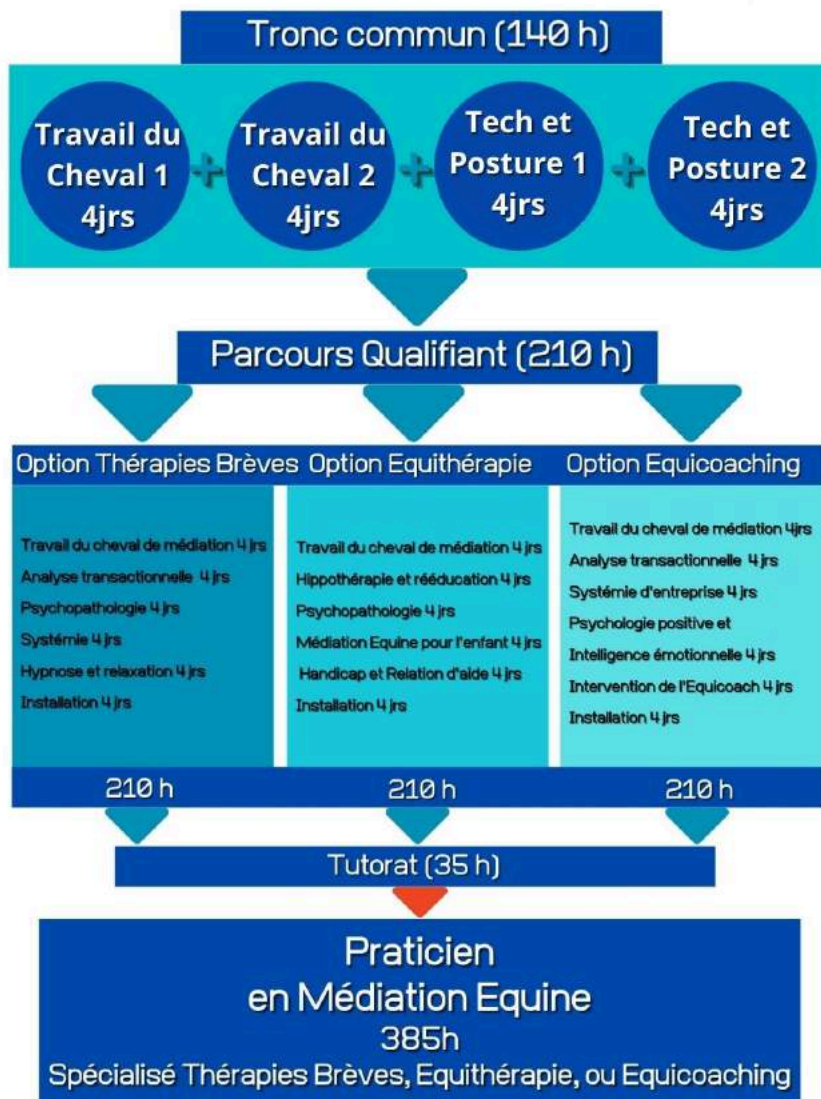 Tronc commun (140 h)
Travail du
Cheval 1
4jrs
+
Travail du
Cheval 2
4jrs
+
Tech et
Posture 1
4jrs
+
Tech et
Posture 2
4jrs
Parcours Qualifiant (210 h)
Option Thérapies Brèves
Travail du cheval de médiation 4 jrs
Analyse transactionnelle 4 jrs
Psychopathologie 4 jrs
Systémie 4 jrs
Hypnose et relaxation 4 jrs
Installation 4 jrs
210 h
Option Equithérapie
Travail du cheval de médiation 4 jrs
Hippothérapie et rééducation 4 jrs
Psychopathologie 4 jrs
Médiation Equine pour l'enfant 4 jrs
Handicap et Relation d'aide 4 jrs
Installation 4 jrs
210 h
Option Equicoaching
Travail du cheval de médiation 4jrs
Analyse transactionnelle 4 jrs
Systémie d'entreprise 4 jrs
Psychologie positive et
Intelligence émotionnelle 4 jrs
Intervention de l'Equicoach 4 jrs
Installation 4 jrs
210 h
Tutorat (35 h)
Praticien
en Médiation Equine
385h
Spécialisé Thérapies Brèves, Equithérapie, ou Equicoaching